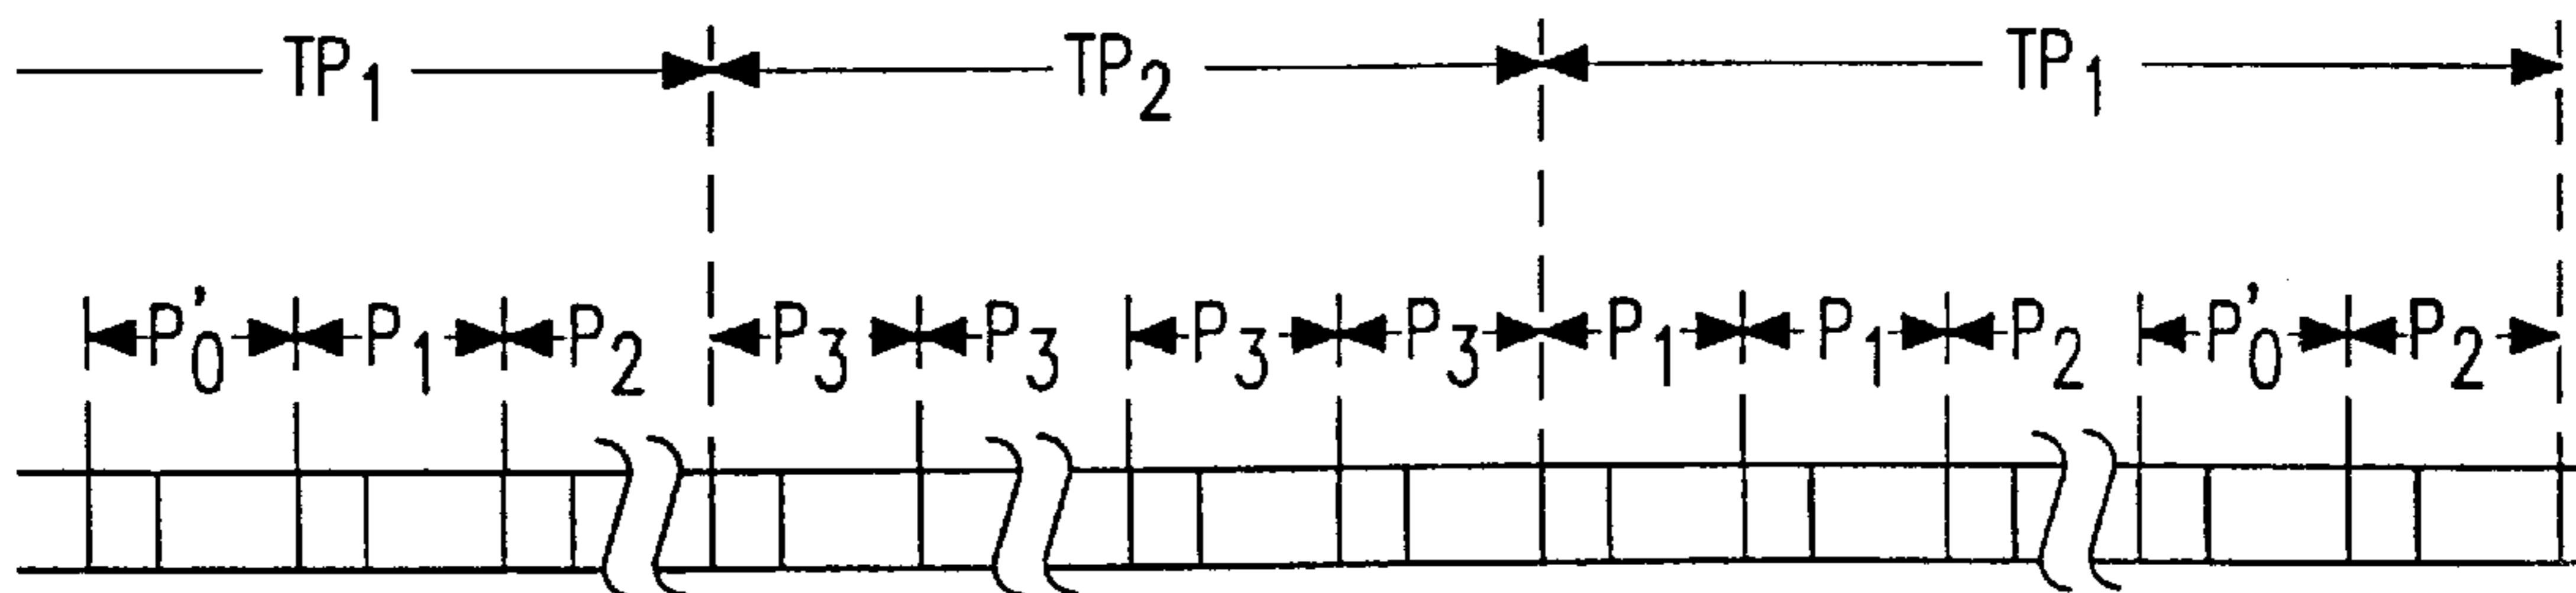 TP₁ TP₂ TP₁
P'₀ P₁ P₂ P₃ P₃ P₃ P₃ P₁ P₁ P₂ P'₀ P₂